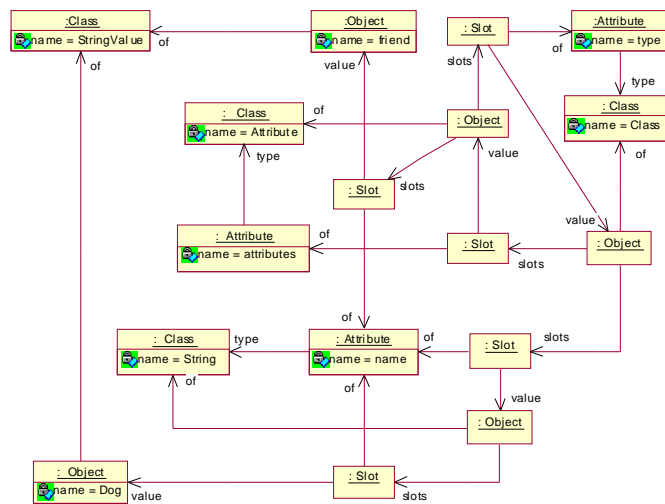 :Class
name = StringValue
of
of
:Object
name = friend
value
: Slot
slots
of
: Attribute
name = type
type
: Class
name = Attribute
of
type
: Object
value
: Class
name = Class
of
: Slot
slots
: Attribute
name = attributes
of
: Slot
slots
value
: Object
of
: Class
name = String
type
of
: Attribute
name = name
of
of
: Slot
slots
value
: Object
: Object
name = Dog
value
: Slot
slots